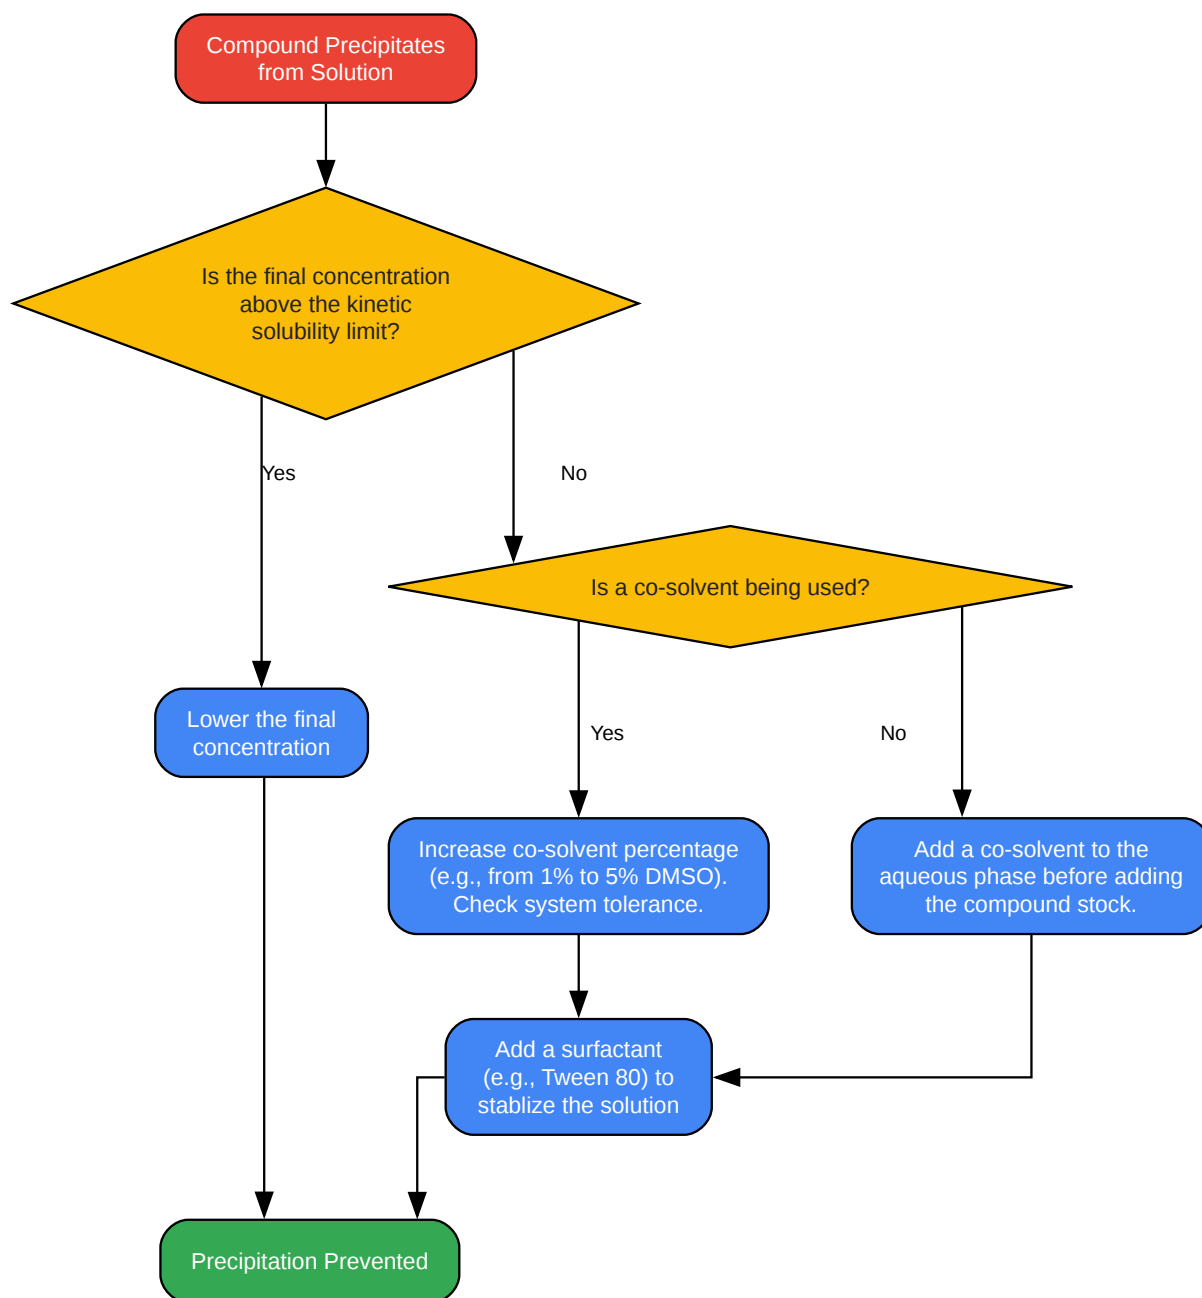 Compound Precipitates
from Solution
Is the final concentration
above the kinetic
solubility limit?
Yes
No
Is a co-solvent being used?
Lower the final
concentration
Yes
No
Increase co-solvent percentage
(e.g., from 1% to 5% DMSO).
Check system tolerance.
Add a co-solvent to the
aqueous phase before adding
the compound stock.
Add a surfactant
(e.g., Tween 80) to
stablize the solution
Precipitation Prevented